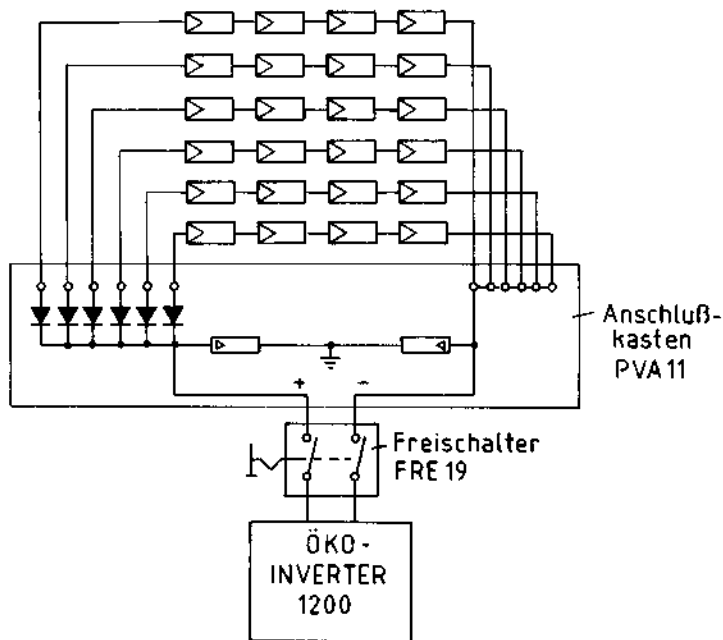 Anschluß-
kasten
PVA 11
+ -
Freischalter
FRE 19
ÖKO-
INVERTER
1200